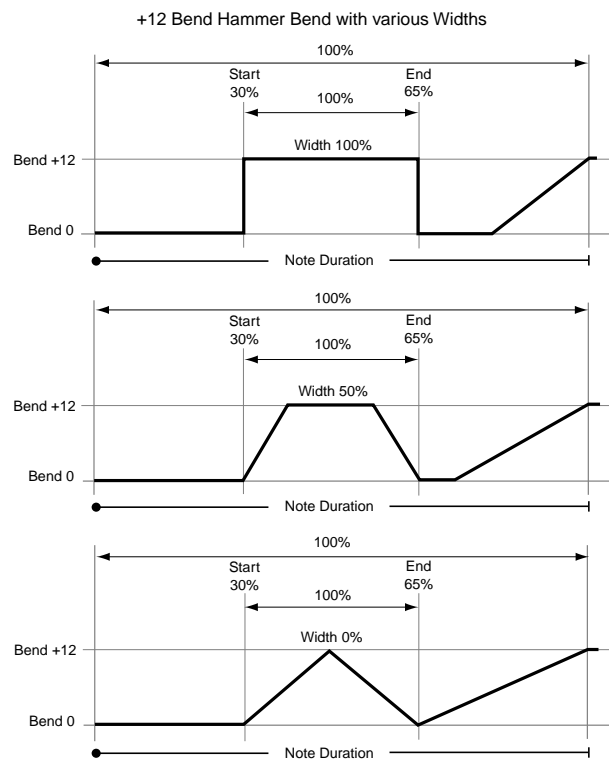 +12 Bend Hammer Bend with various Widths
100%
Start
30%
End
65%
100%
Width 100%
Bend +12
Bend 0
Note Duration
100%
Start
30%
End
65%
100%
Width 50%
Bend +12
Bend 0
Note Duration
100%
Start
30%
End
65%
100%
Width 0%
Bend +12
Bend 0
Note Duration